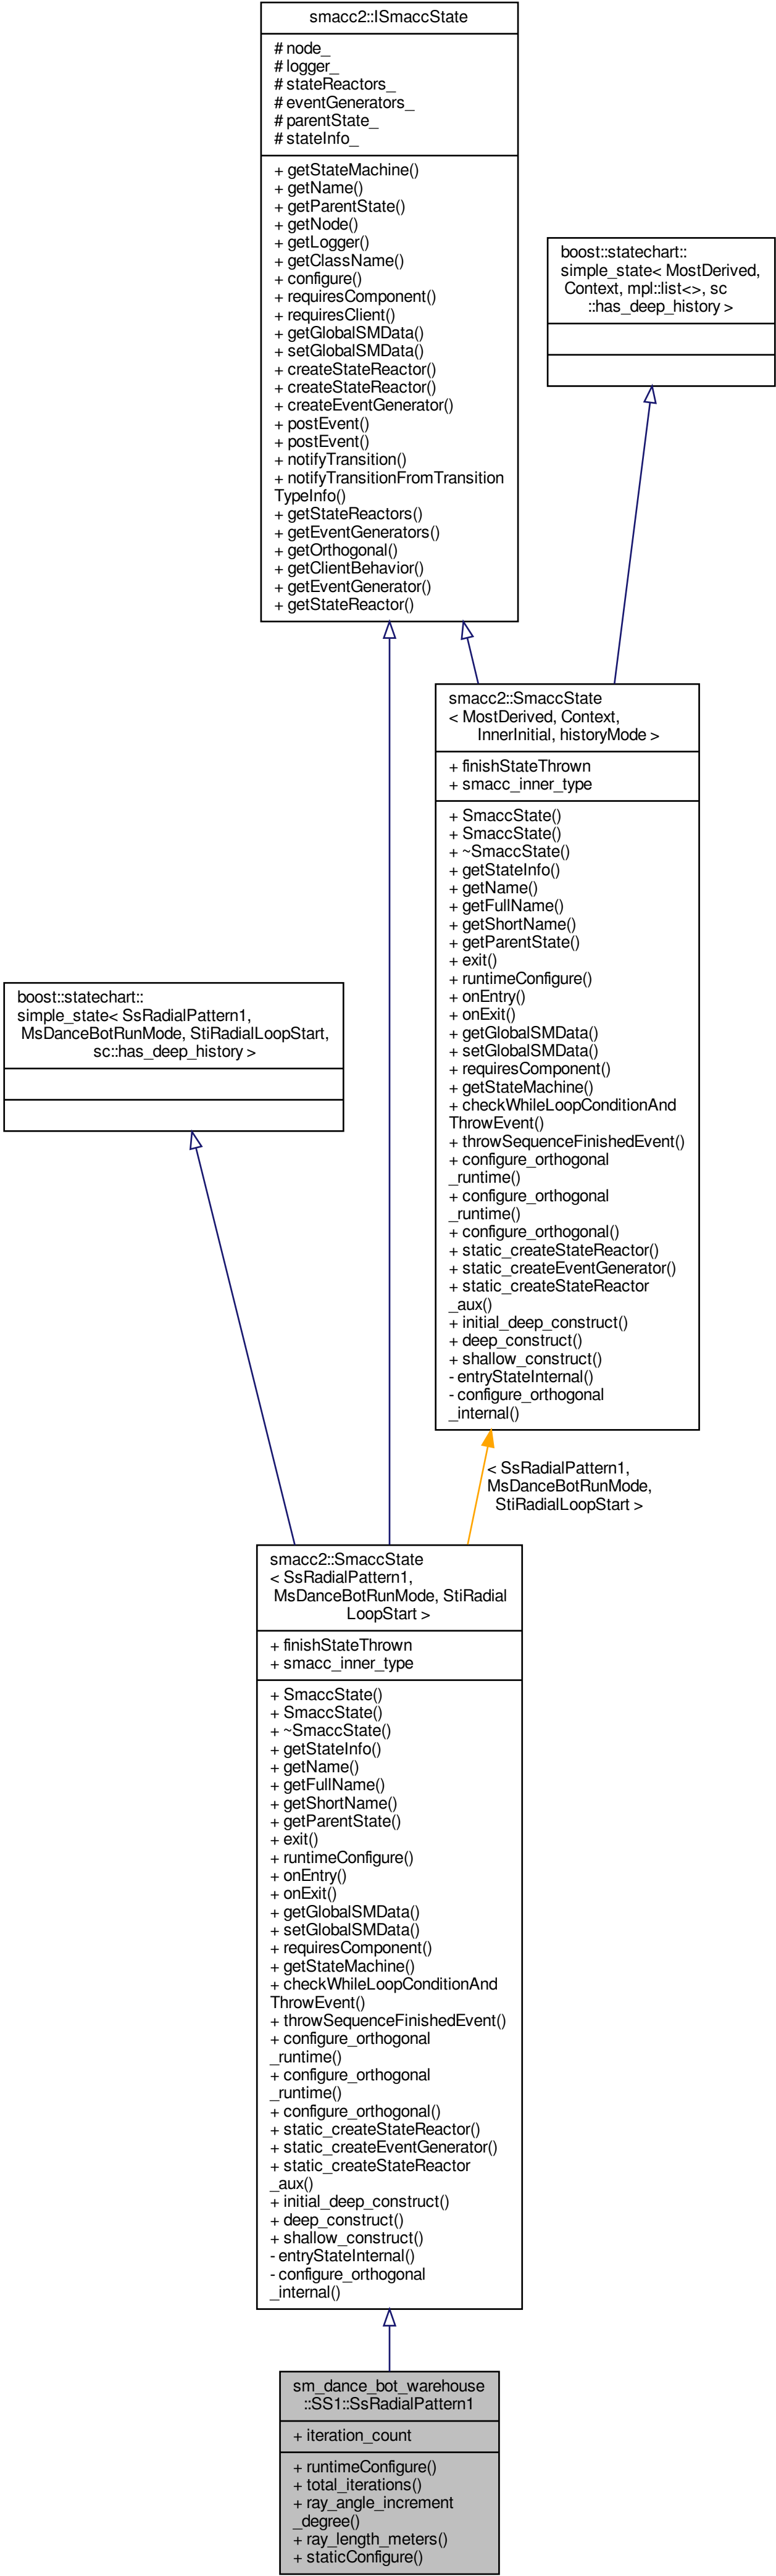 smacc2::ISmaccState
# node_
# logger_
# stateReactors_
# eventGenerators_
# parentState_
# stateInfo_
+ getStateMachine()
+ getName()
+ getParentState()
+ getNode()
+ getLogger()
+ getClassName()
+ configure()
+ requiresComponent()
+ requiresClient()
+ getGlobalSMData()
+ setGlobalSMData()
+ createStateReactor()
+ createStateReactor()
+ createEventGenerator()
+ postEvent()
+ postEvent()
+ notifyTransition()
+ notifyTransitionFromTransition
TypeInfo()
+ getStateReactors()
+ getEventGenerators()
+ getOrthogonal()
+ getClientBehavior()
+ getEventGenerator()
+ getStateReactor()
boost::statechart::
simple_state< MostDerived,
Context, mpl::list<>, sc
::has_deep_history >
smacc2::SmaccState
< MostDerived, Context,
InnerInitial, historyMode >
+ finishStateThrown
+ smacc_inner_type
+ SmaccState()
+ SmaccState()
+ ~SmaccState()
+ getStateInfo()
+ getName()
+ getFullName()
+ getShortName()
+ getParentState()
+ exit()
+ runtimeConfigure()
+ onEntry()
+ onExit()
+ getGlobalSMData()
+ setGlobalSMData()
+ requiresComponent()
+ getStateMachine()
+ checkWhileLoopConditionAnd
ThrowEvent()
+ throwSequenceFinishedEvent()
+ configure_orthogonal
_runtime()
+ configure_orthogonal
_runtime()
+ configure_orthogonal()
+ static_createStateReactor()
+ static_createEventGenerator()
+ static_createStateReactor
_aux()
+ initial_deep_construct()
+ deep_construct()
+ shallow_construct()
- entryStateInternal()
- configure_orthogonal
_internal()
boost::statechart::
simple_state< SsRadialPattern1,
MsDanceBotRunMode, StiRadialLoopStart,
sc::has_deep_history >
< SsRadialPattern1,
MsDanceBotRunMode,
StiRadialLoopStart >
smacc2::SmaccState
< SsRadialPattern1,
MsDanceBotRunMode, StiRadial
LoopStart >
+ finishStateThrown
+ smacc_inner_type
+ SmaccState()
+ SmaccState()
+ ~SmaccState()
+ getStateInfo()
+ getName()
+ getFullName()
+ getShortName()
+ getParentState()
+ exit()
+ runtimeConfigure()
+ onEntry()
+ onExit()
+ getGlobalSMData()
+ setGlobalSMData()
+ requiresComponent()
+ getStateMachine()
+ checkWhileLoopConditionAnd
ThrowEvent()
+ throwSequenceFinishedEvent()
+ configure_orthogonal
_runtime()
+ configure_orthogonal
_runtime()
+ configure_orthogonal()
+ static_createStateReactor()
+ static_createEventGenerator()
+ static_createStateReactor
_aux()
+ initial_deep_construct()
+ deep_construct()
+ shallow_construct()
- entryStateInternal()
- configure_orthogonal
_internal()
sm_dance_bot_warehouse
::SS1::SsRadialPattern1
+ iteration_count
+ runtimeConfigure()
+ total_iterations()
+ ray_angle_increment
_degree()
+ ray_length_meters()
+ staticConfigure()